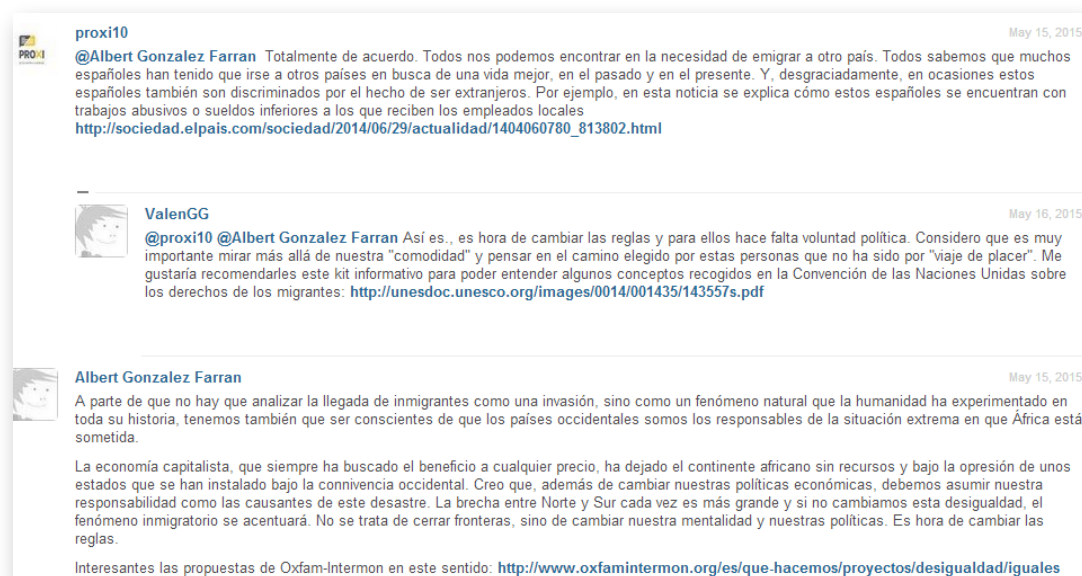 proxi10
May 15, 2015
PROXI
@Albert Gonzalez Farran Totalmente de acuerdo. Todos nos podemos encontrar en la necesidad de emigrar a otro país. Todos sabemos que muchos
españoles han tenido que irse a otros países en busca de una vida mejor, en el pasado y en el presente. Y, desgraciadamente, en ocasiones estos
españoles también son discriminados por el hecho de ser extranjeros. Por ejemplo, en esta noticia se explica cómo estos españoles se encuentran con
trabajos abusivos o sueldos inferiores a los que reciben los empleados locales
http://sociedad.elpais.com/sociedad/2014/06/29/actualidad/1404060780_813802.html
ValenGG
May 16, 2015
@proxi10 @Albert Gonzalez Farran Así es., es hora de cambiar las reglas y para ellos hace falta voluntad política. Considero que es muy
importante mirar más allá de nuestra "comodidad" y pensar en el camino elegido por estas personas que no ha sido por "viaje de placer". Me
gustaría recomendarles este kit informativo para poder entender algunos conceptos recogidos en la Convención de las Naciones Unidas sobre
los derechos de los migrantes: http://unesdoc.unesco.org/images/0014/001435/143557s.pdf
Albert Gonzalez Farran
May 15, 2015
A parte de que no hay que analizar la llegada de inmigrantes como una invasión, sino como un fenómeno natural que la humanidad ha experimentado en
toda su historia, tenemos también que ser conscientes de que los países occidentales somos los responsables de la situación extrema en que África está
sometida.
La economía capitalista, que siempre ha buscado el beneficio a cualquier precio, ha dejado el continente africano sin recursos y bajo la opresión de unos
estados que se han instalado bajo la connivencia occidental. Creo que, además de cambiar nuestras políticas económicas, debemos asumir nuestra
responsabilidad como las causantes de este desastre. La brecha entre Norte y Sur cada vez es más grande y si no cambiamos esta desigualdad, el
fenómeno inmigratorio se acentuará. No se trata de cerrar fronteras, sino de cambiar nuestra mentalidad y nuestras políticas. Es hora de cambiar las
reglas.
Interesantes las propuestas de Oxfam-Intermon en este sentido: http://www.oxfamintermon.org/es/que-hacemos/proyectos/desigualdad/iguales